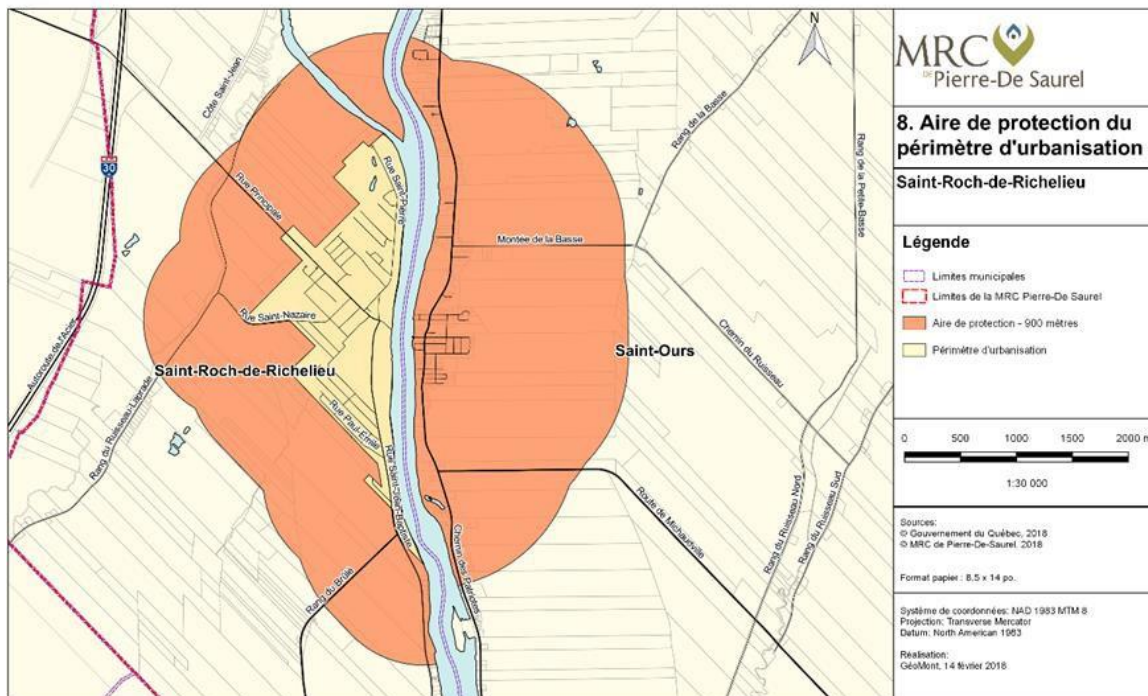 N
Côte Saint-Jean
30
Rue Principale
Rue Saint-Pierre
Rang de la Basse
Rang de la Petite-Basse
Montée de la Basse
Rue Saint-Nazaire
Autoroute de l'Acier
Saint-Roch-de-Richelieu
Saint-Ours
Chemin du Ruisseau
Rang du Ruisseau-Laprade
Rue Paul-Émile
Rue Saint-Jean-Baptiste
Route de Michaudville
Rang du Ruisseau Nord
Rang du Ruisseau Sud
Rang du Brûlé
Chemin des Patriotes
MRC
DE Pierre-De Saurel
8. Aire de protection du
périmètre d'urbanisation
Saint-Roch-de-Richelieu
Légende
Limites municipales
Limites de la MRC Pierre-De Saurel
Aire de protection - 900 mètres
Périmètre d'urbanisation
0 500 1000 1500 2000 m
1:30 000
Sources:
© Gouvernement du Québec, 2018
© MRC de Pierre-De-Saurel, 2018
Format papier : 8,5 x 14 po.
Système de coordonnées: NAD 1983 MTM 8
Projection: Transverse Mercator
Datum: North American 1983
Réalisation:
GéoMont, 14 février 2018